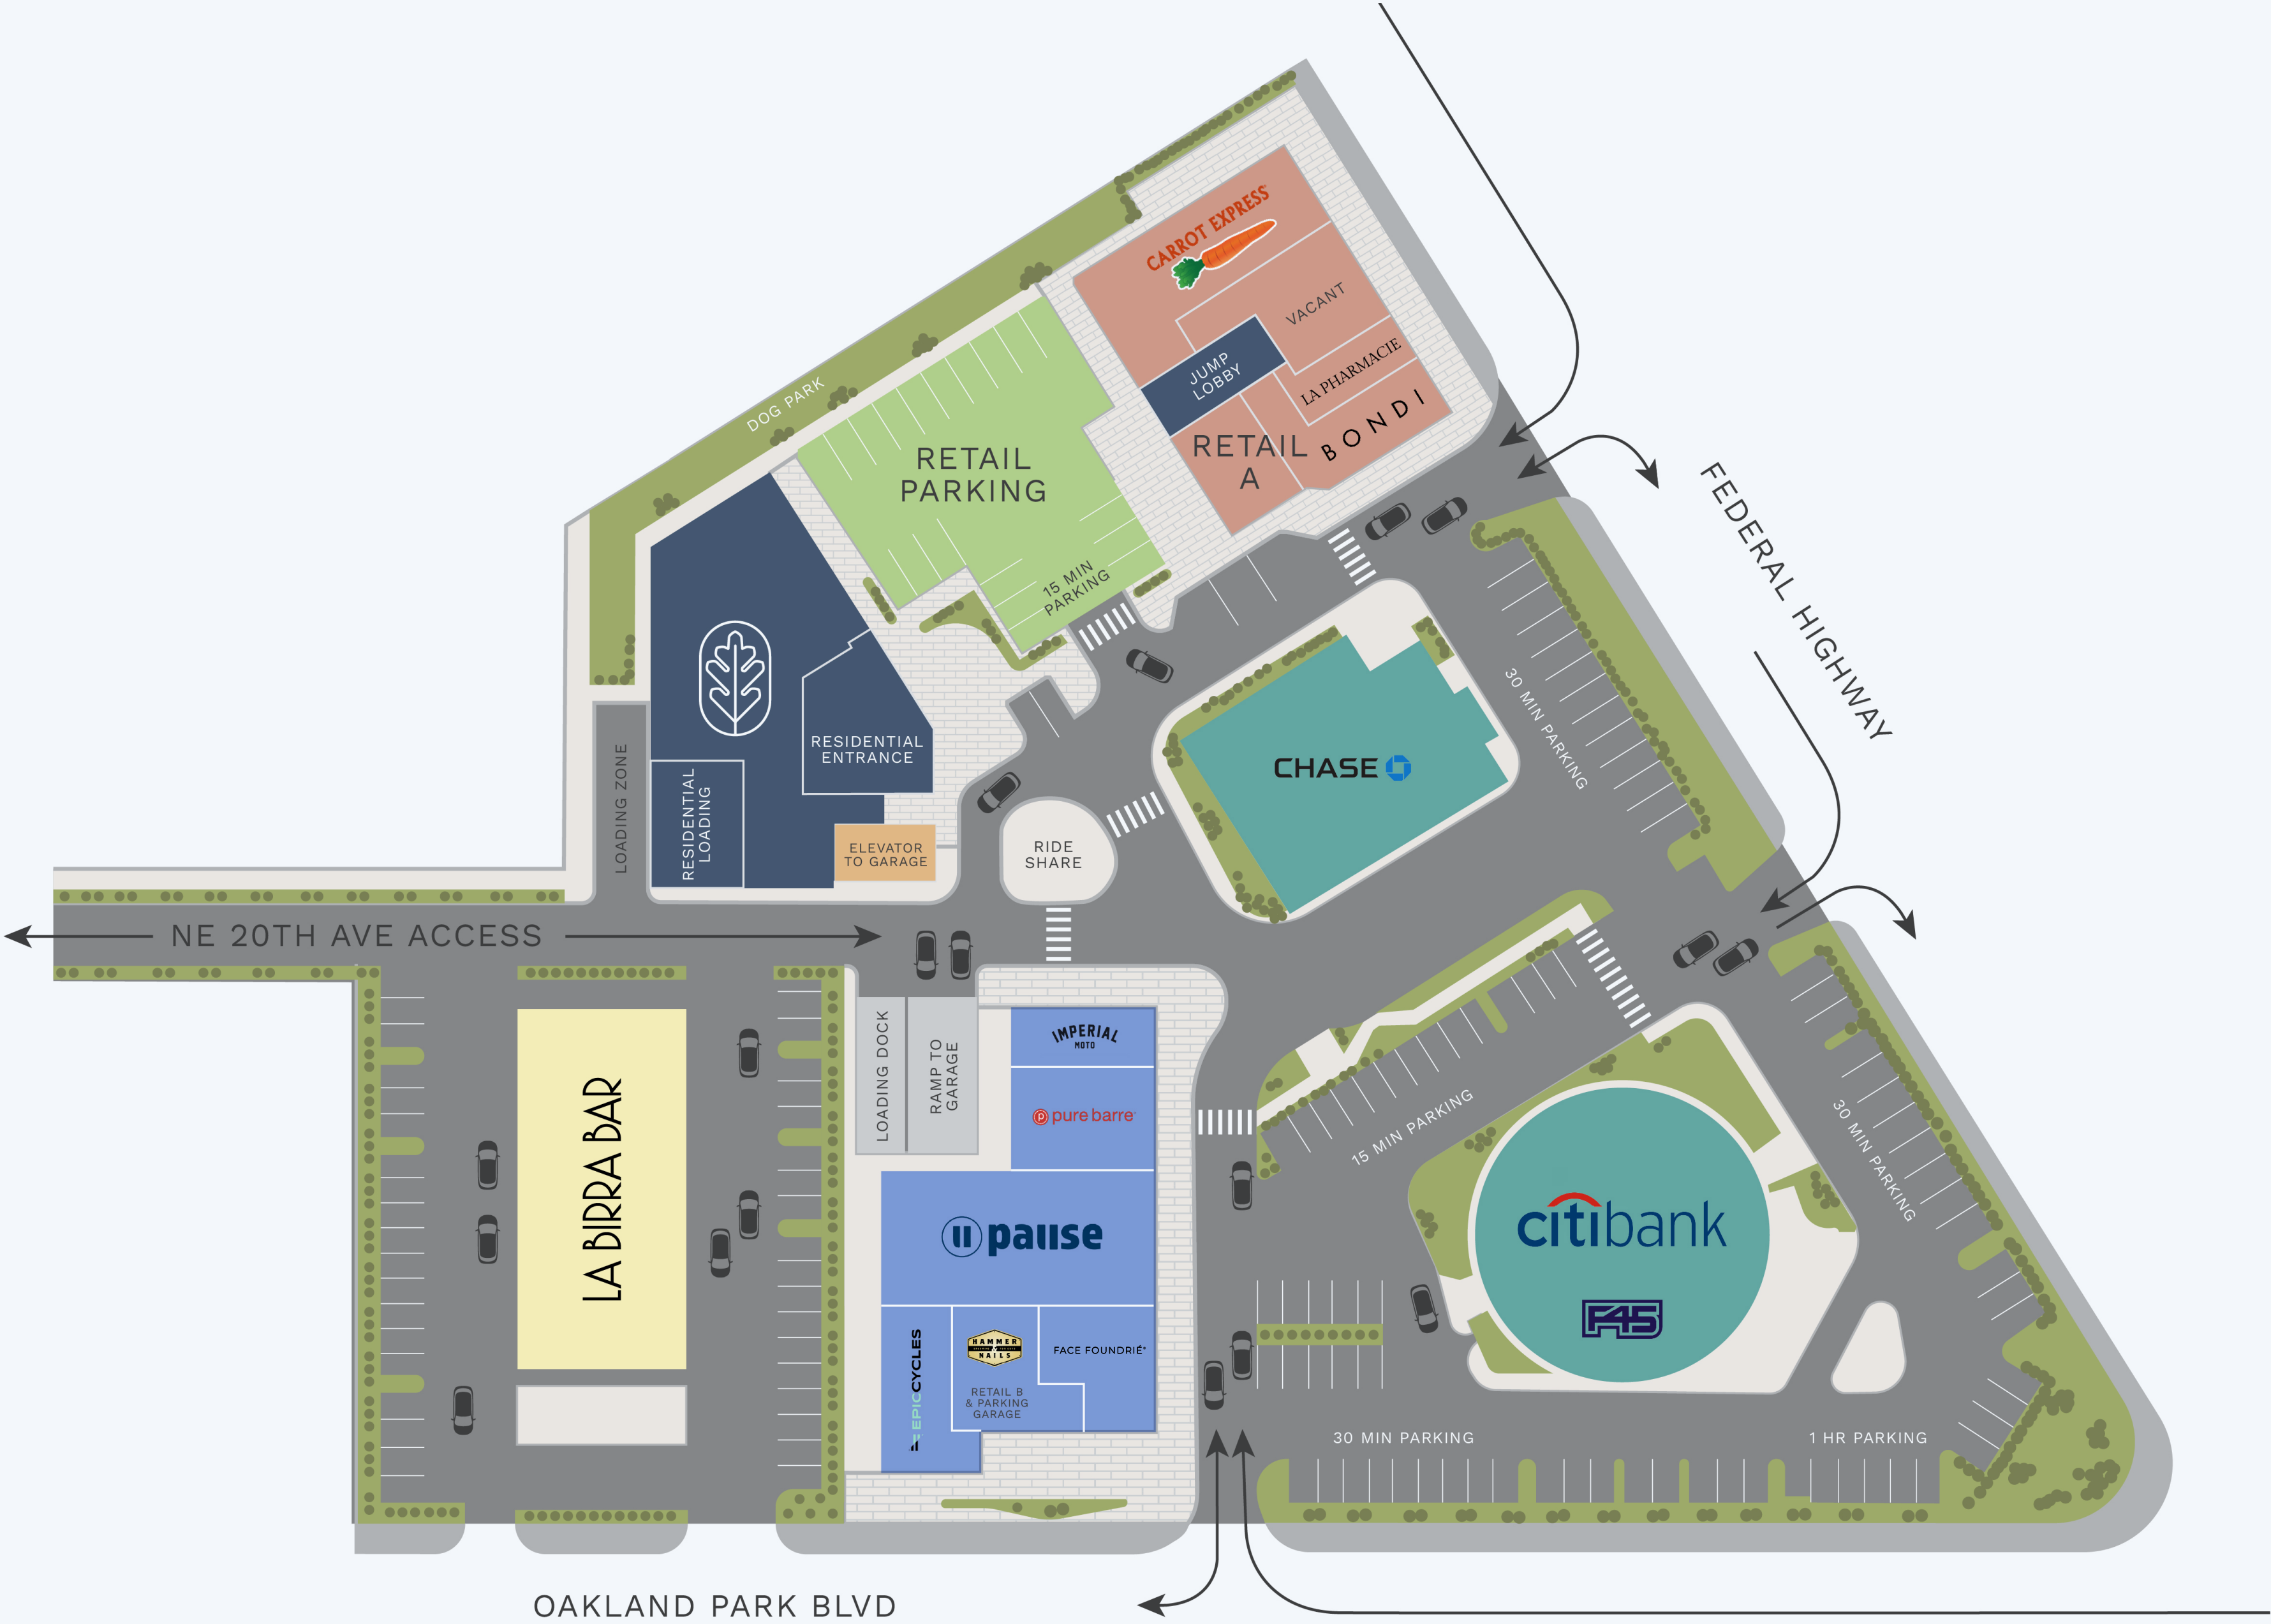 CARROT EXPRESS
VACANT
JUMP
LOBBY
LA PHARMACIE
BONDI
RETAIL
A
DOG PARK
RETAIL
PARKING
15 MIN
PARKING
FEDERAL HIGHWAY
30 MIN PARKING
CHASE
RESIDENTIAL
ENTRANCE
RESIDENTIAL
LOADING
LOADING ZONE
ELEVATOR
TO GARAGE
RIDE
SHARE
NE 20TH AVE ACCESS
LOADING DOCK
RAMP TO
GARAGE
IMPERIAL
MOTO
p pure barre
15 MIN PARKING
30 MIN PARKING
LA BIRRA BAR
pause
citibank
F45
EPICCYCLES
HAMMER
&
NAILS
FACE FOUNDRIÉ
RETAIL B
& PARKING
GARAGE
30 MIN PARKING
1 HR PARKING
OAKLAND PARK BLVD